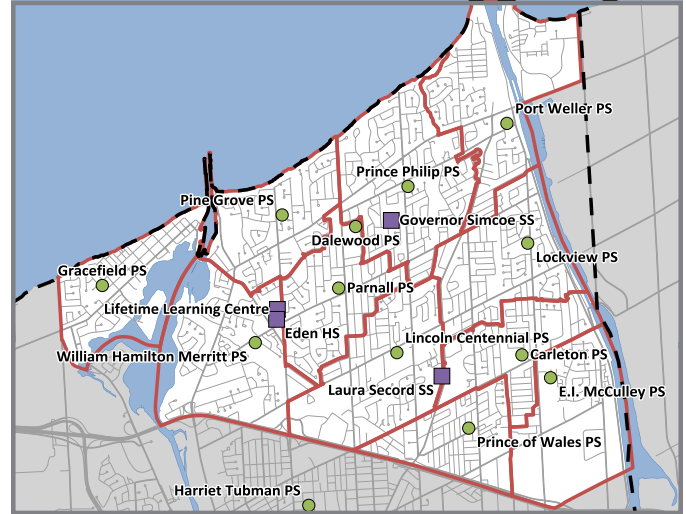 Port Weller PS
Prince Philip PS
Pine Grove PS
Governor Simcoe SS
Dalewood PS
Lockview PS
Gracefield PS
Parnall PS
Lifetime Learning Centre
Eden HS
Lincoln Centennial PS
William Hamilton Merritt PS
Carleton PS
Laura Secord SS
E.I. McCulley PS
Prince of Wales PS
Harriet Tubman PS